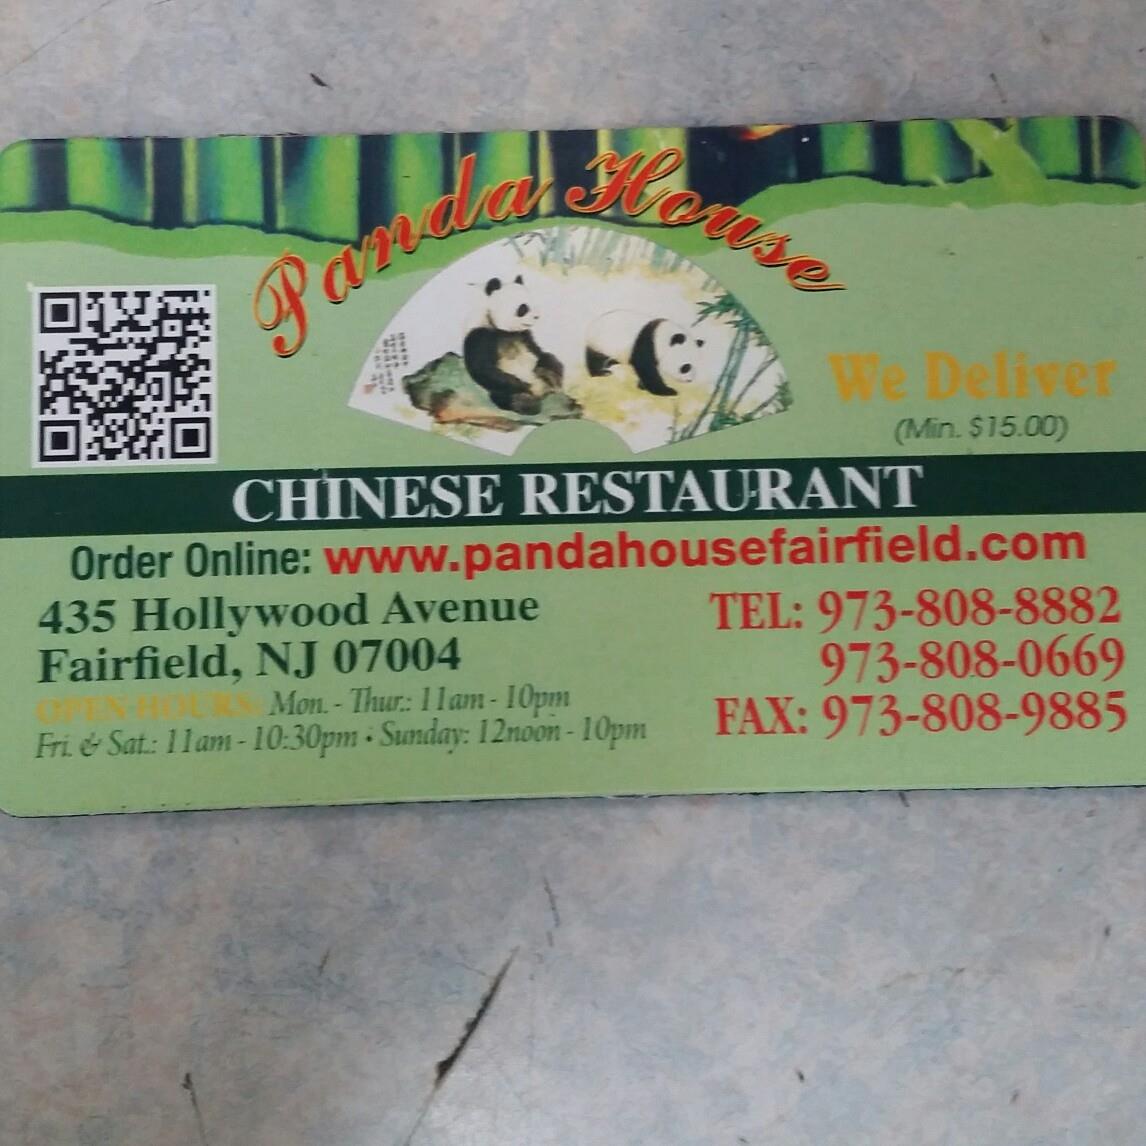 Panda House
We Deliver
(Min. $15.00)
CHINESE RESTAURANT
Order Online: www.pandahousefairfield.com
435 Hollywood Avenue
Fairfield, NJ 07004
OPEN HOURS: Mon. - Thur.: 11am - 10pm
Fri. & Sat.: 11am - 10:30pm • Sunday: 12noon - 10pm
TEL: 973-808-8882
973-808-0669
FAX: 973-808-9885